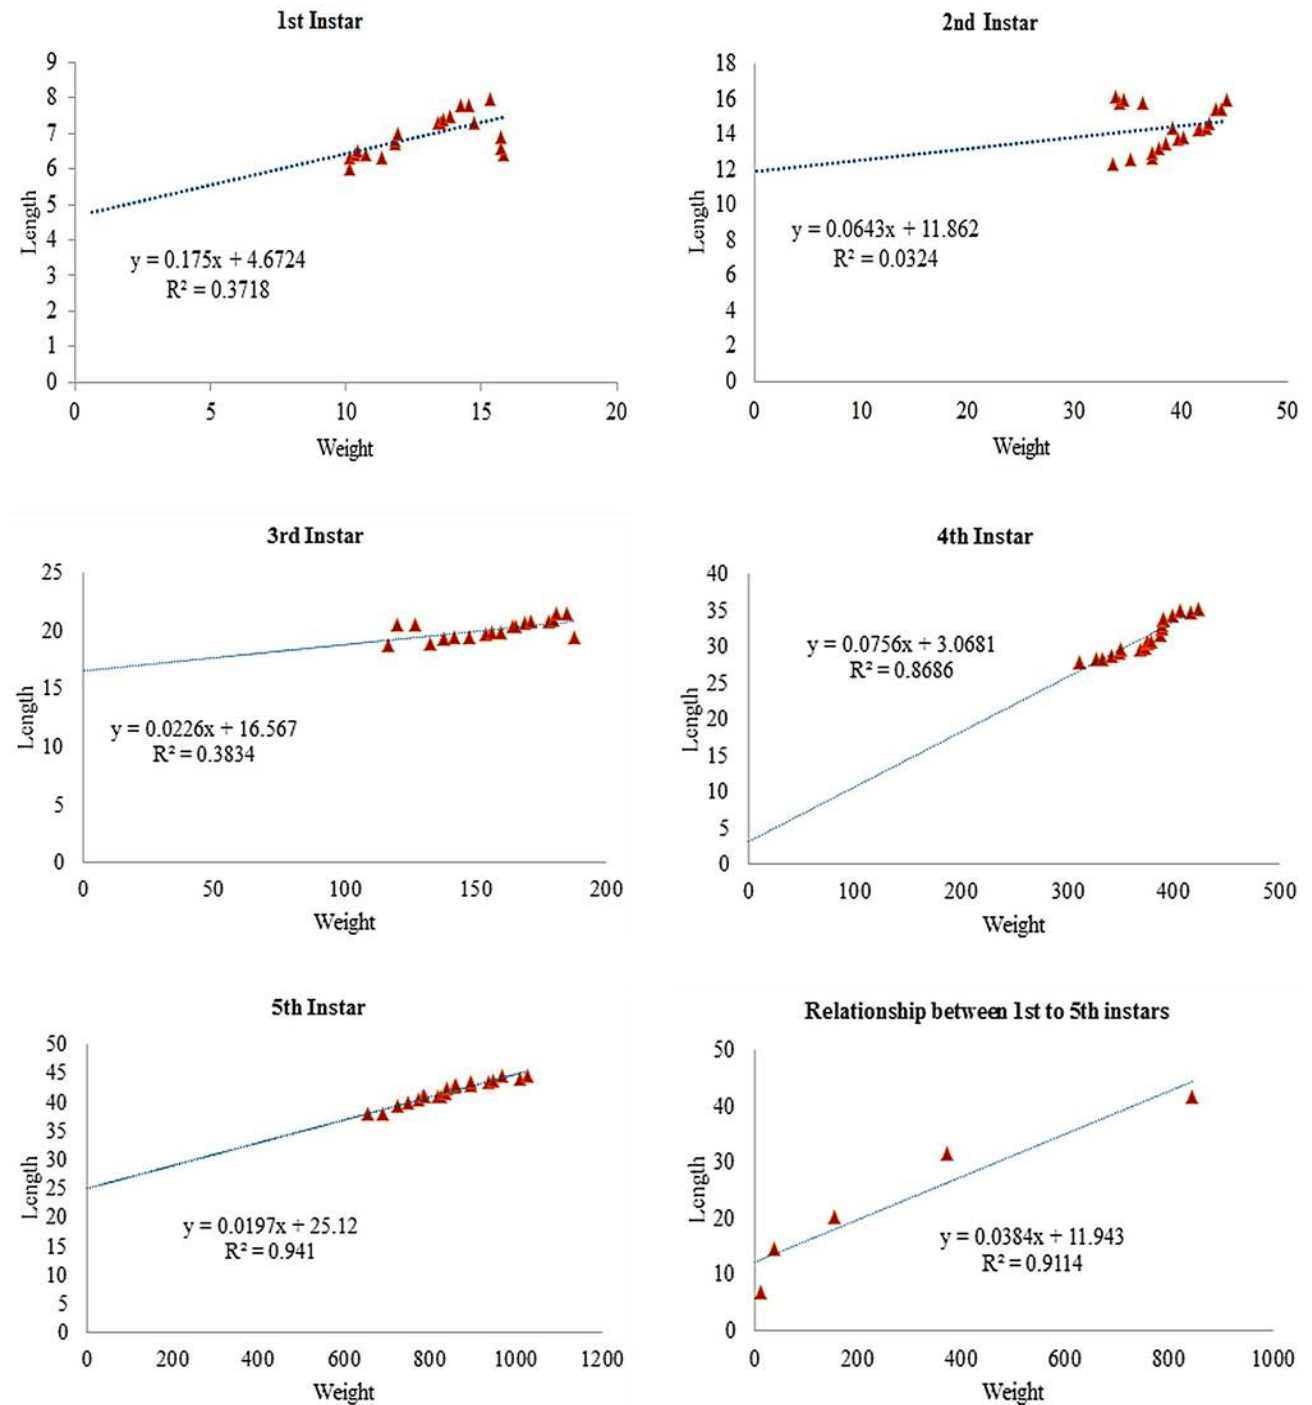 1st Instar
9
8
7
6
5
4
3
2
1
0
Length
y = 0.175x + 4.6724
R² = 0.3718
0 5 10 15 20
Weight
2nd Instar
18
16
14
12
10
8
6
4
2
0
Length
y = 0.0643x + 11.862
R² = 0.0324
0 10 20 30 40 50
Weight
3rd Instar
25
20
15
10
5
0
Length
y = 0.0226x + 16.567
R² = 0.3834
0 50 100 150 200
Weight
4th Instar
40
35
30
25
20
15
10
5
0
Length
y = 0.0756x + 3.0681
R² = 0.8686
0 100 200 300 400 500
Weight
5th Instar
50
45
40
35
30
25
20
15
10
5
0
Length
y = 0.0197x + 25.12
R² = 0.941
0 200 400 600 800 1000 1200
Weight
Relationship between 1st to 5th instars
50
40
30
20
10
0
Length
y = 0.0384x + 11.943
R² = 0.9114
0 200 400 600 800 1000
Weight